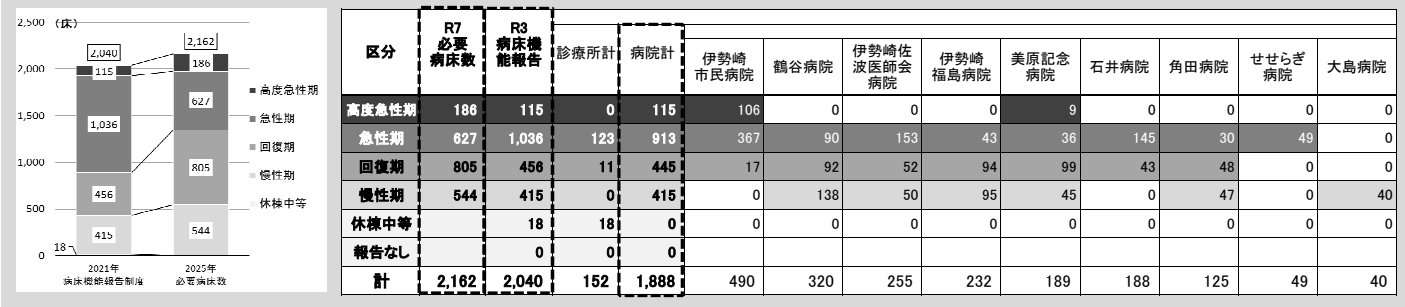 2,500 (床)
2,000
1,500
1,000
500
0
2,040
115
1,036
456
415
18
2,162
186
627
805
544
高度急性期
急性期
回復期
慢性期
休棟中等
2021年
病床機能報告制度
2025年
必要病床数
区分 R7 必要病床数 R3 病床機能報告 診療所計 病院計 伊勢崎市民病院 鶴谷病院 伊勢崎佐波医師会病院 伊勢崎福島病院 美原記念病院 石井病院 角田病院 せせらぎ病院 大島病院
高度急性期 186 115 0 115 106 0 0 0 9 0 0 0 0
急性期 627 1,036 123 913 367 90 153 43 36 145 30 49 0
回復期 805 456 11 445 17 92 52 94 99 43 48 0 0
慢性期 544 415 0 415 0 138 50 95 45 0 47 0 40
休棟中等 18 18 0 0 0 0 0 0 0 0 0 0
報告なし 0 0 0
計 2,162 2,040 152 1,888 490 320 255 232 189 188 125 49 40